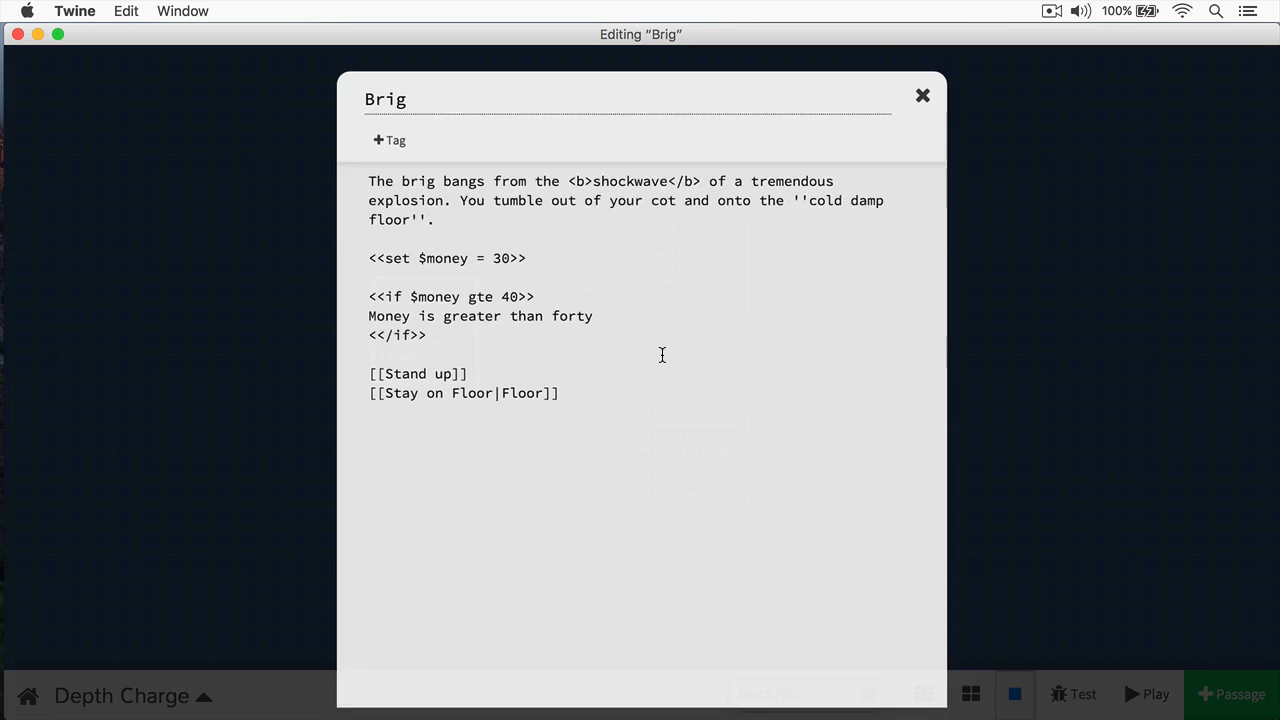 Twine Edit Window 100%
Editing “Brig”
Brig
Tag
The brig bangs from the <b>shockwave</b> of a tremendous
explosion. You tumble out of your cot and onto the ''cold damp
floor''.
<<set $money = 30>>
<<if $money gte 40>>
Money is greater than forty
<</if>>
[[Stand up]]
[[Stay on Floor|Floor]]
Depth Charge Test Play Passage